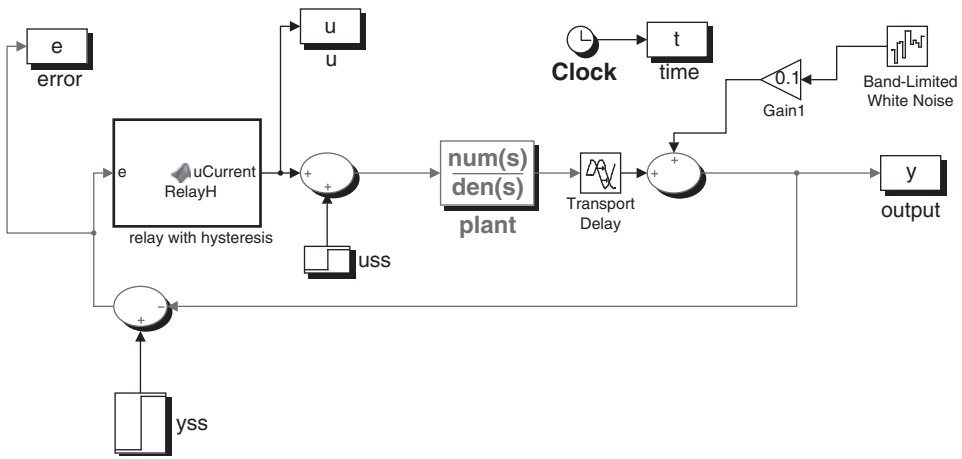 e
error
u
u
t
Clock
time
0.1
Gain1
Band-Limited
White Noise
e
uCurrent
RelayH
relay with hysteresis
+
+
num(s)
den(s)
plant
Transport
Delay
+
+
y
output
uss
−
+
yss